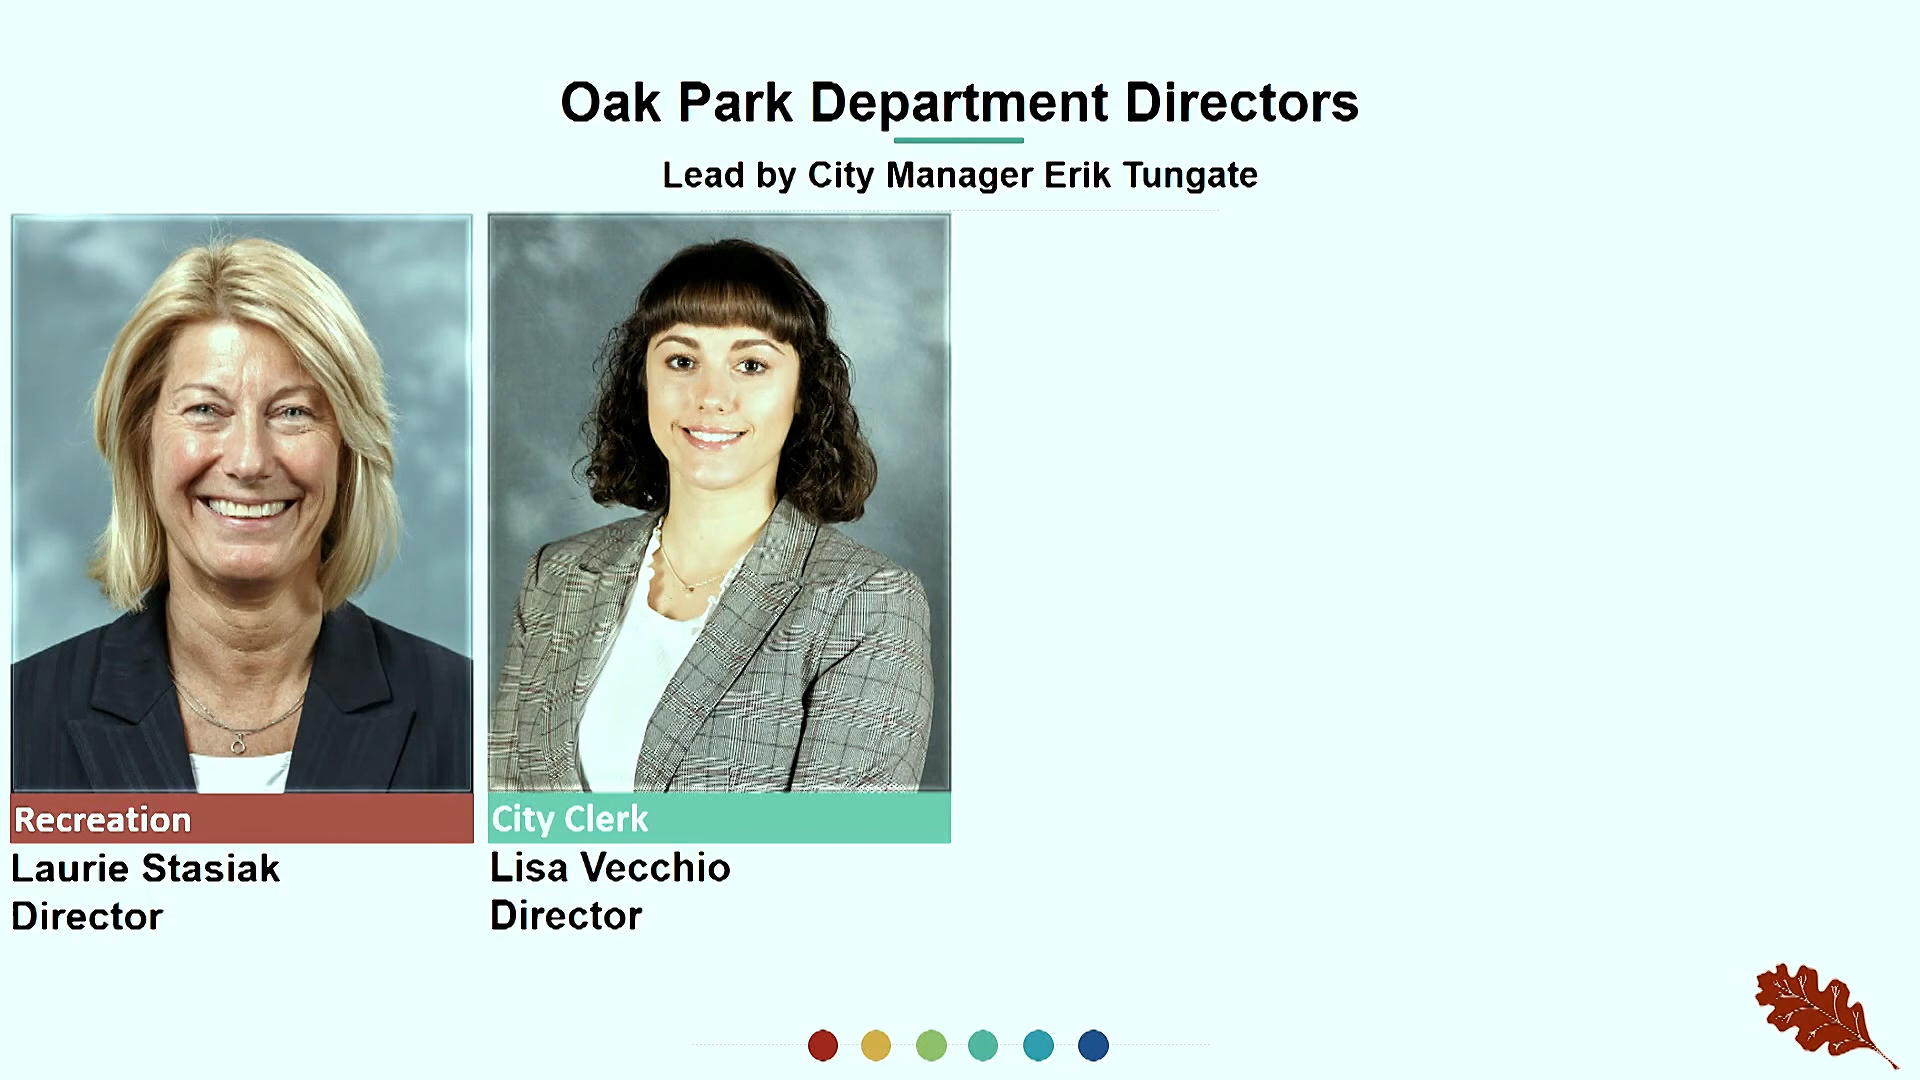 Oak Park Department Directors
Lead by City Manager Erik Tungate
Recreation
Laurie Stasiak
Director
City Clerk
Lisa Vecchio
Director